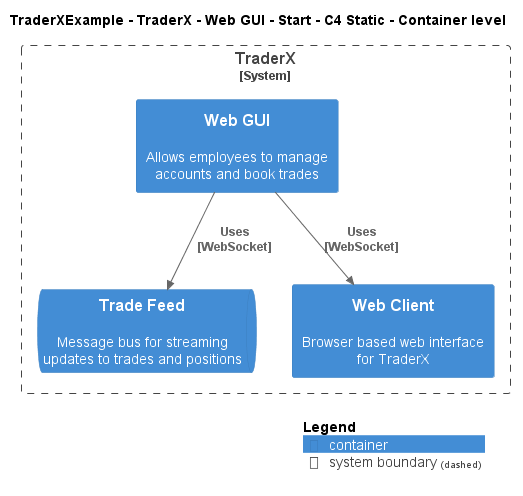 TraderXExample - TraderX - Web GUI - Start - C4 Static - Container level
TraderX
[System]
Web GUI
Allows employees to manage
accounts and book trades
Uses
[WebSocket]
Uses
[WebSocket]
Trade Feed
Message bus for streaming
updates to trades and positions
Web Client
Browser based web interface
for TraderX
Legend
container
system boundary (dashed)